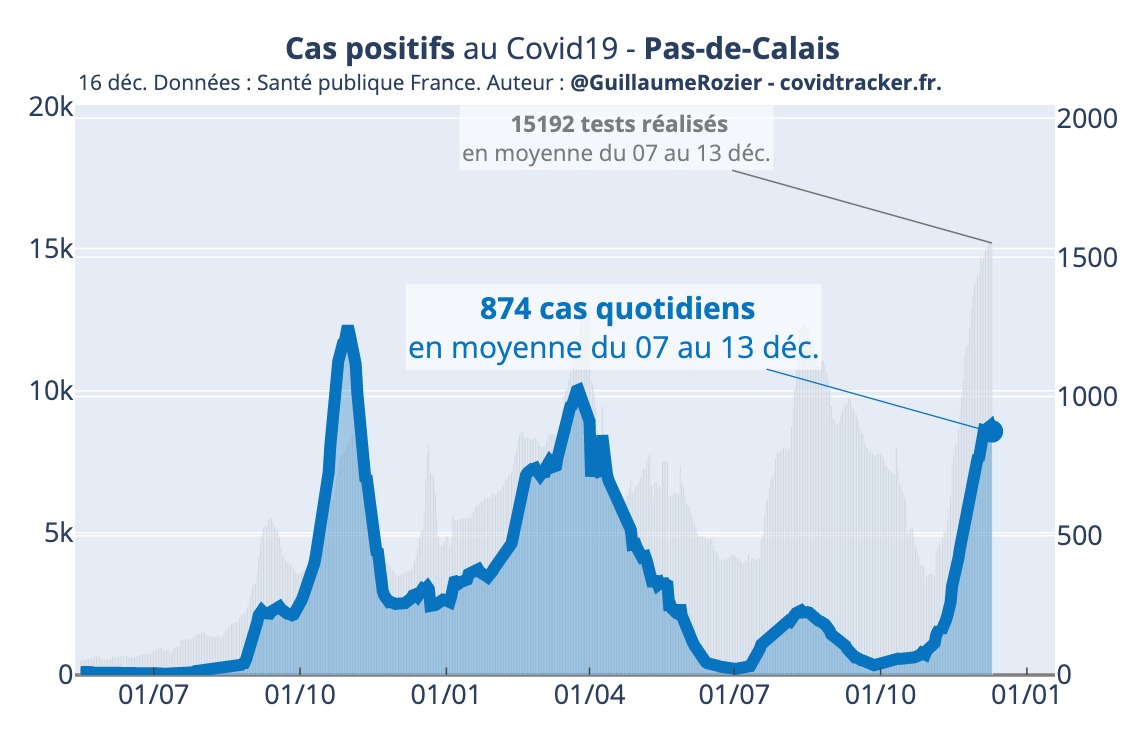 Cas positifs au Covid19 - Pas-de-Calais
16 déc. Données : Santé publique France. Auteur : @GuillaumeRozier - covidtracker.fr.
20k
15k
10k
5k
0
2000
1500
1000
500
0
15192 tests réalisés
en moyenne du 07 au 13 déc.
874 cas quotidiens
en moyenne du 07 au 13 déc.
01/07
01/10
01/01
01/04
01/07
01/10
01/01